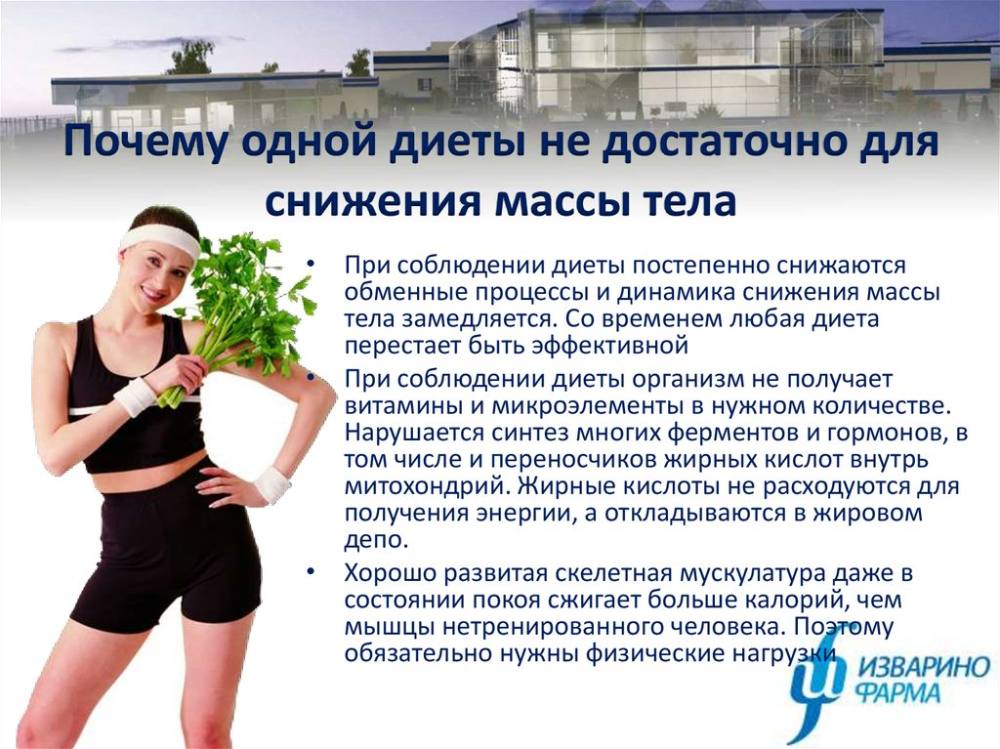 Почему одной диеты не достаточно для
снижения массы тела
• При соблюдении диеты постепенно снижаются
обменные процессы и динамика снижения массы
тела замедляется. Со временем любая диета
перестает быть эффективной
• При соблюдении диеты организм не получает
витамины и микроэлементы в нужном количестве.
Нарушается синтез многих ферментов и гормонов, в
том числе и переносчиков жирных кислот внутрь
митохондрий. Жирные кислоты не расходуются для
получения энергии, а откладываются в жировом
депо.
• Хорошо развитая скелетная мускулатура даже в
состоянии покоя сжигает больше калорий, чем
мышцы нетренированного человека. Поэтому
обязательно нужны физические нагрузки
ИЗВАРИНО
ФАРМА